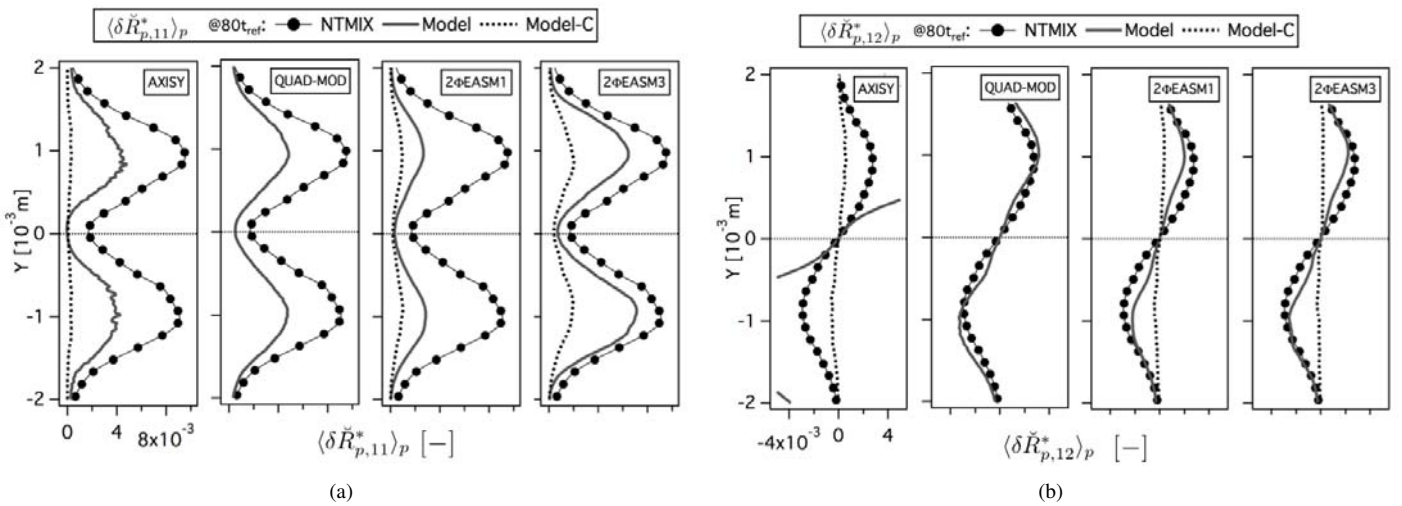 ⟨δR̆*p,11⟩p @80tref: NTMIX Model Model-C
AXISY QUAD-MOD 2ΦEASM1 2ΦEASM3
Y [10⁻³m]
2
1
0
-1
-2
0 4 8x10⁻³
⟨δR̆*p,11⟩p [−]
(a)
⟨δR̆*p,12⟩p @80tref: NTMIX Model Model-C
AXISY QUAD-MOD 2ΦEASM1 2ΦEASM3
Y [10⁻³m]
2
1
0
-1
-2
-4x10⁻³ 0 4
⟨δR̆*p,12⟩p [−]
(b)